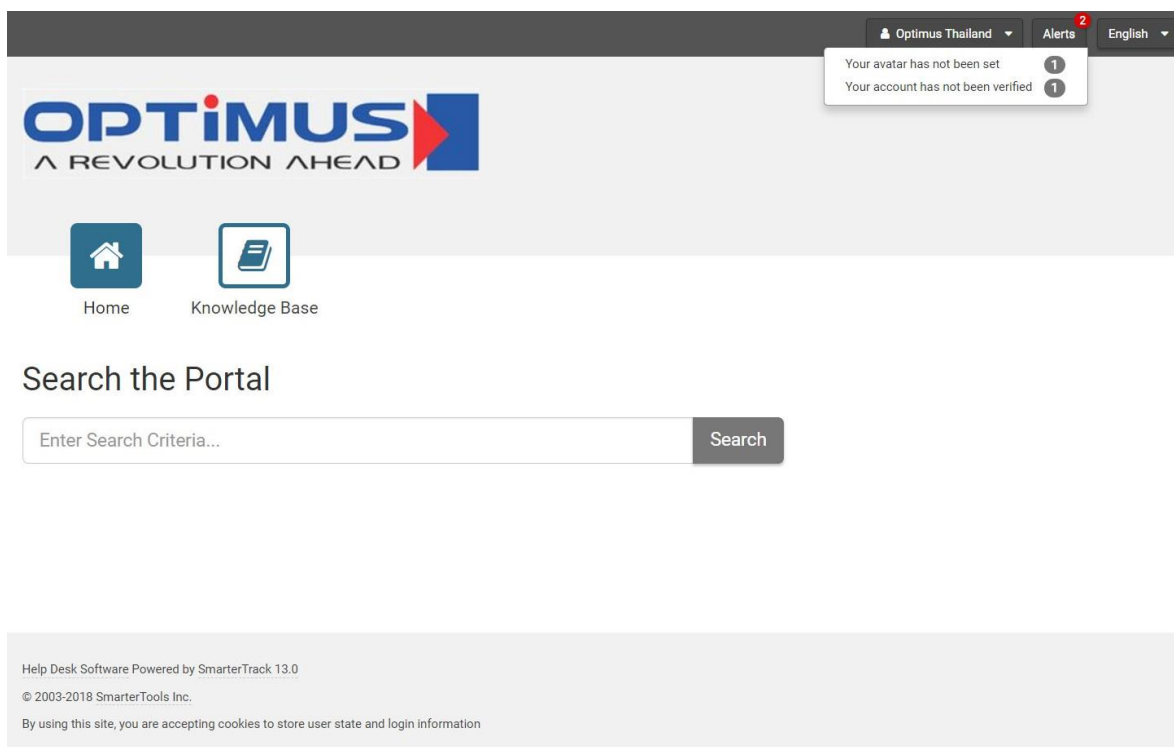 Optimus Thailand
Alerts
2
English
Your avatar has not been set 1
Your account has not been verified 1
OPTiMUS
A REVOLUTION AHEAD
Home
Knowledge Base
Search the Portal
Enter Search Criteria...
Search
Help Desk Software Powered by SmarterTrack 13.0
© 2003-2018 SmarterTools Inc.
By using this site, you are accepting cookies to store user state and login information